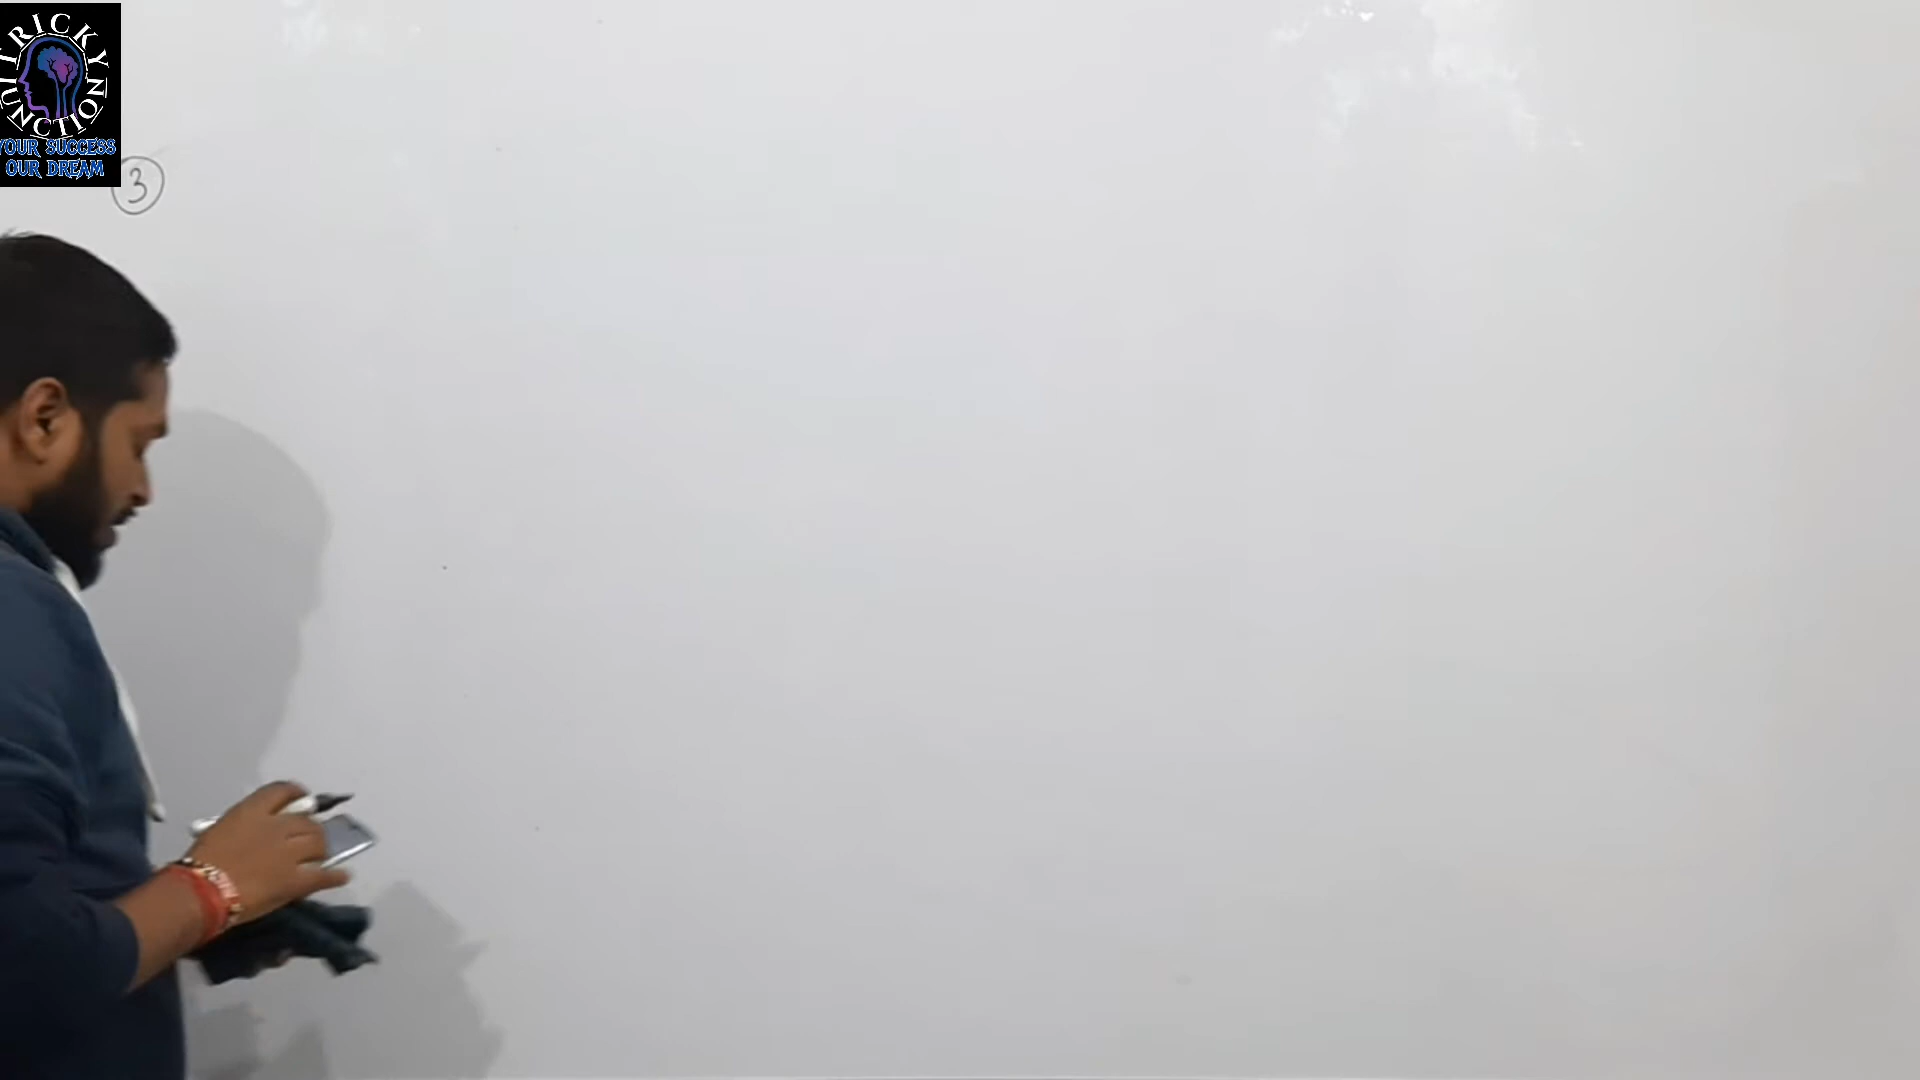 TRICKY
JUNCTION
YOUR SUCCESS
OUR DREAM
3